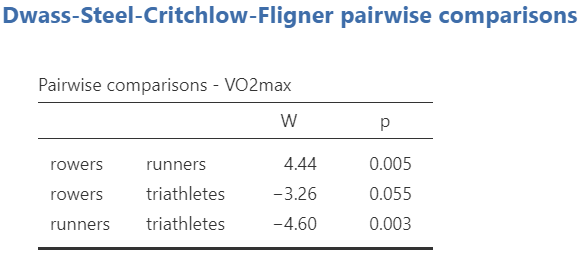 Dwass-Steel-Critchlow-Fligner pairwise comparisons
Pairwise comparisons - VO2max
W p
rowers runners 4.44 0.005
rowers triathletes −3.26 0.055
runners triathletes −4.60 0.003